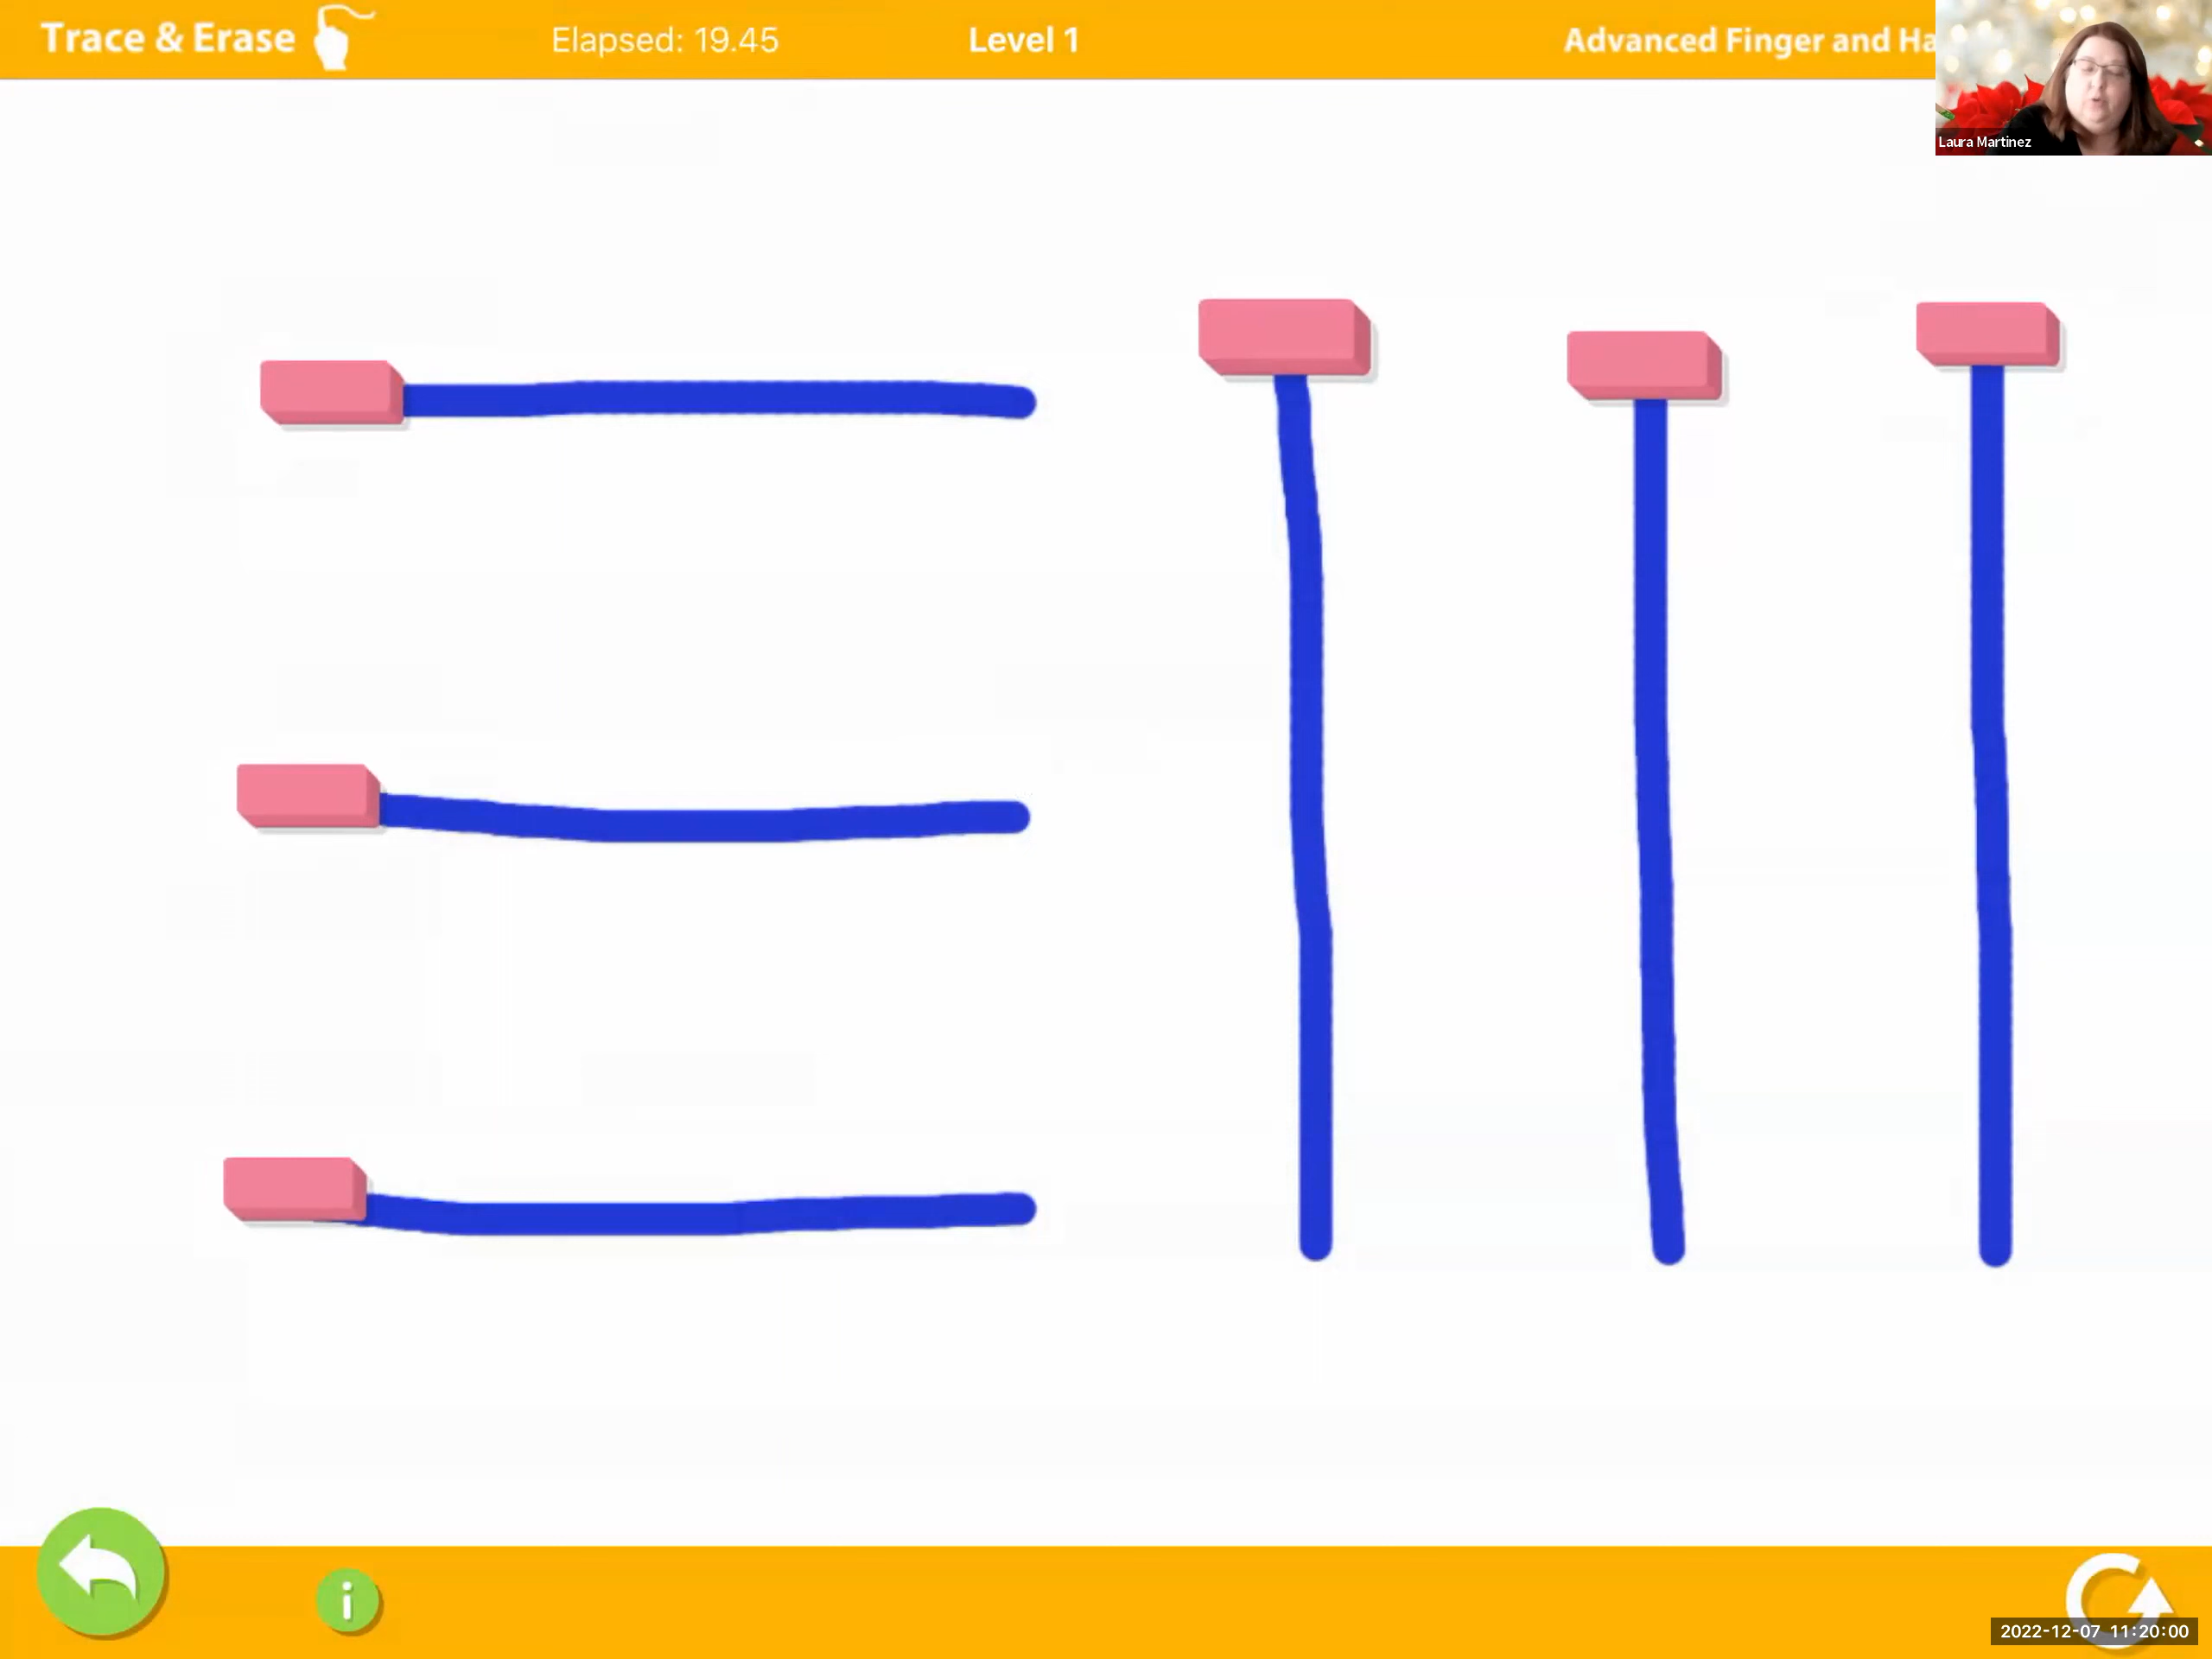 Trace & Erase
Elapsed: 19.45
Level 1
Advanced Finger and Ha
Laura Martinez
i
2022-12-07 11:20:00